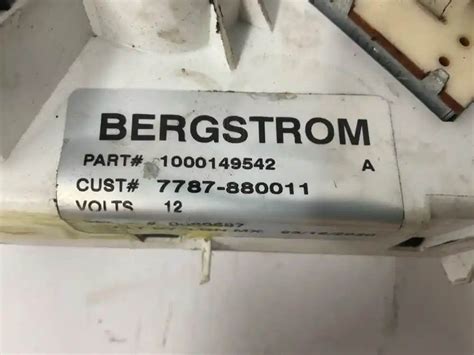 BERGSTROM
PART# 1000149542 A
CUST# 7787-880011
VOLTS 12